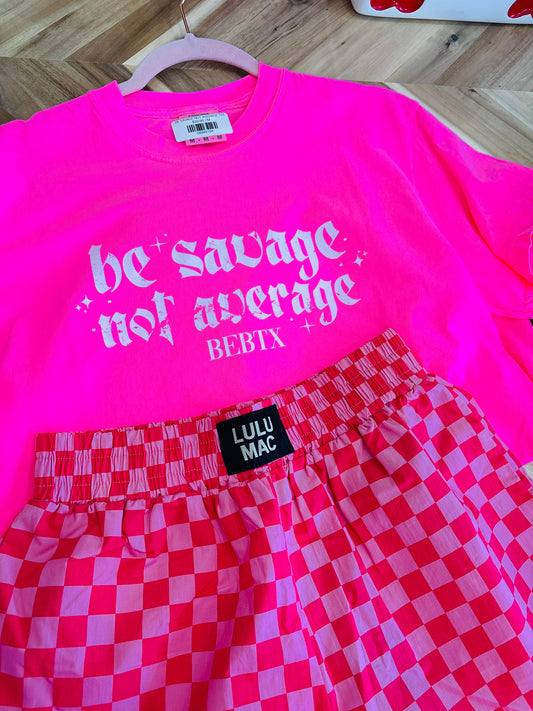 M - M - M
be savage
not average
BEBTX
LULU
MAC